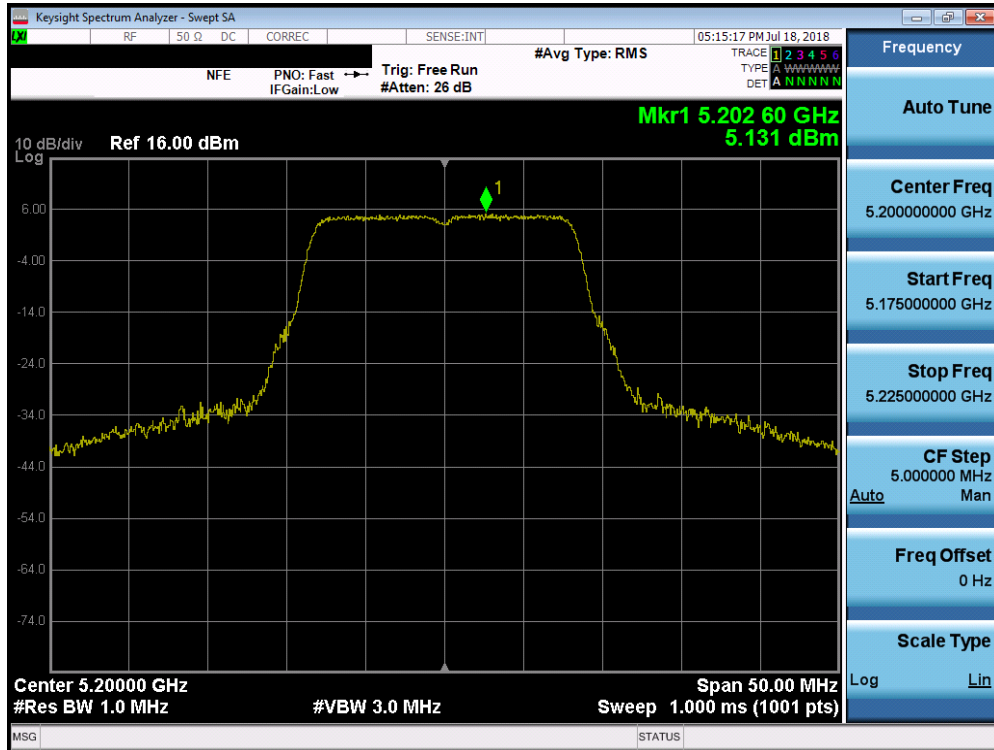 Keysight Spectrum Analyzer - Swept SA
LXI RF 50 Ω DC CORREC SENSE:INT 05:15:17 PM Jul 18, 2018
NFE PNO: Fast Trig: Free Run #Avg Type: RMS TRACE 1 2 3 4 5 6
IFGain:Low #Atten: 26 dB TYPE A WWWWW
DET A N N N N N
Mkr1 5.202 60 GHz
5.131 dBm
10 dB/div Ref 16.00 dBm
Log
1
6.00
-4.00
-14.0
-24.0
-34.0
-44.0
-54.0
-64.0
-74.0
Center 5.20000 GHz Span 50.00 MHz
#Res BW 1.0 MHz #VBW 3.0 MHz Sweep 1.000 ms (1001 pts)
MSG STATUS
Frequency
Auto Tune
Center Freq
5.200000000 GHz
Start Freq
5.175000000 GHz
Stop Freq
5.225000000 GHz
CF Step
5.000000 MHz
Auto Man
Freq Offset
0 Hz
Scale Type
Log Lin